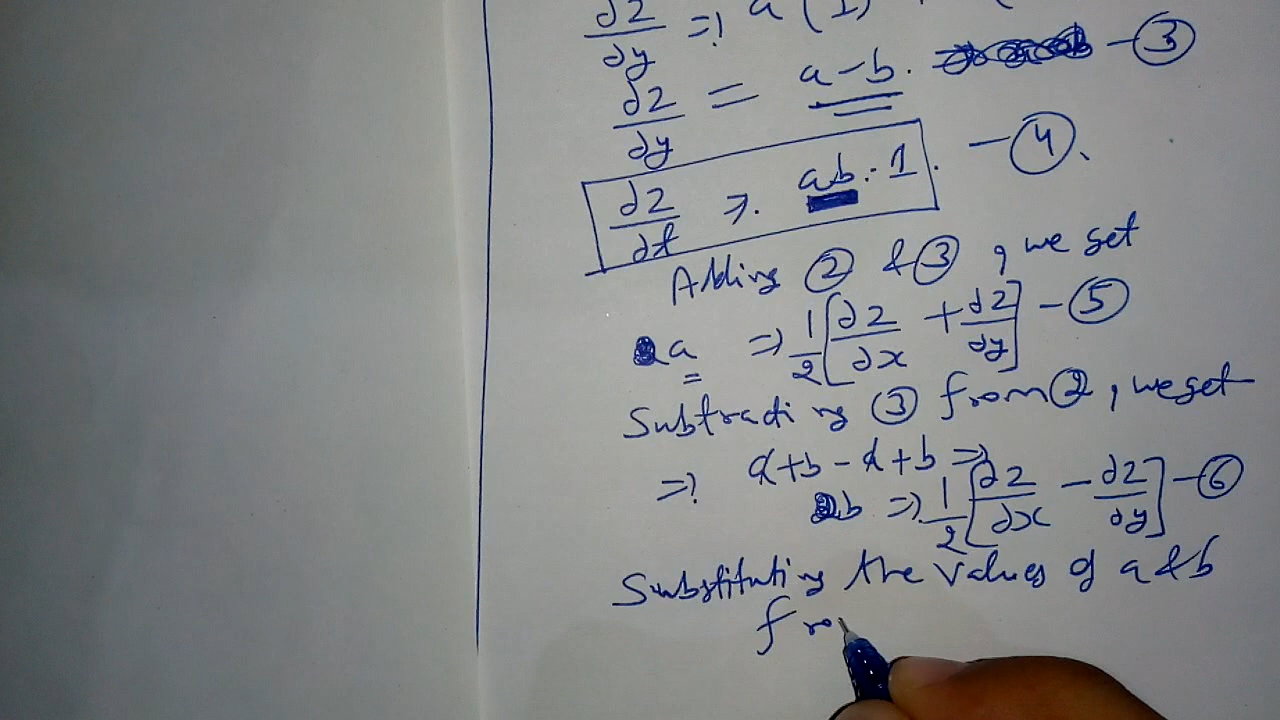 ∂z/∂y ⇒ a(1)
∂z/∂y = a-b. -③
∂z/∂t ⇒. ab.1. -④.
Adding ② & ③, we get
a ⇒ 1/2[∂z/∂x + ∂z/∂y] -⑤
Subtracting ③ from ②, we get
⇒ a+b-a+b ⇒
b ⇒ 1/2[∂z/∂x - ∂z/∂y] -⑥
Substituting the values of a & b
fro